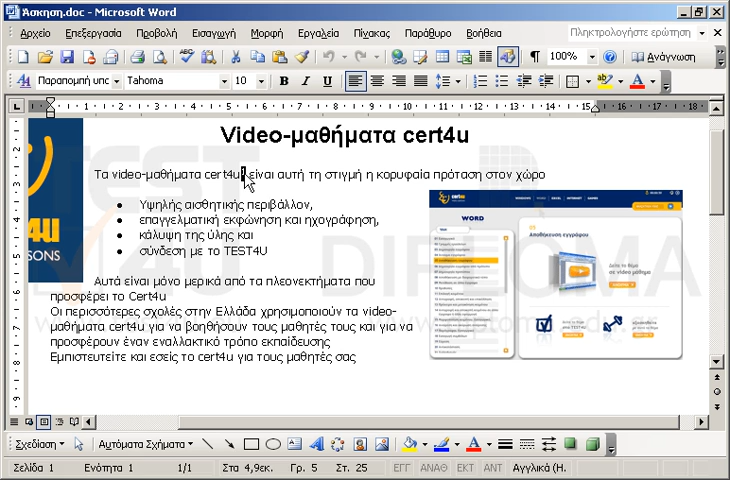 Άσκηση.doc - Microsoft Word
Αρχείο Επεξεργασία Προβολή Εισαγωγή Μορφή Εργαλεία Πίνακας Παράθυρο Βοήθεια Πληκτρολογήστε ερώτηση
100% Ανάγνωση
Παραπομπή υπο Tahoma 10 B I U
Video-μαθήματα cert4u
Τα video-μαθήματα cert4u είναι αυτή τη στιγμή η κορυφαία πρόταση στον χώρο
• Υψηλής αισθητικής περιβάλλον,
• επαγγελματική εκφώνηση και ηχογράφηση,
• κάλυψη της ύλης και
• σύνδεση με το TEST4U
4u
SONS
WORD
Αποθήκευση εγγράφου
Αυτά είναι μόνο μερικά από τα πλεονεκτήματα που
προσφέρει το Cert4u
Οι περισσότερες σχολές στην Ελλάδα χρησιμοποιούν τα video-
μαθήματα cert4u για να βοηθήσουν τους μαθητές τους και για να
προσφέρουν έναν εναλλακτικό τρόπο εκπαίδευσης
Εμπιστευτείτε και εσείς το cert4u για τους μαθητές σας
Σχεδίαση Αυτόματα Σχήματα
Σελίδα 1 Ενότητα 1 1/1 Στα 4,9εκ. Γρ. 5 Στ. 25 ΕΓΓ ΑΝΑΘ ΕΚΤ ΑΝΤ Αγγλικά (Η.